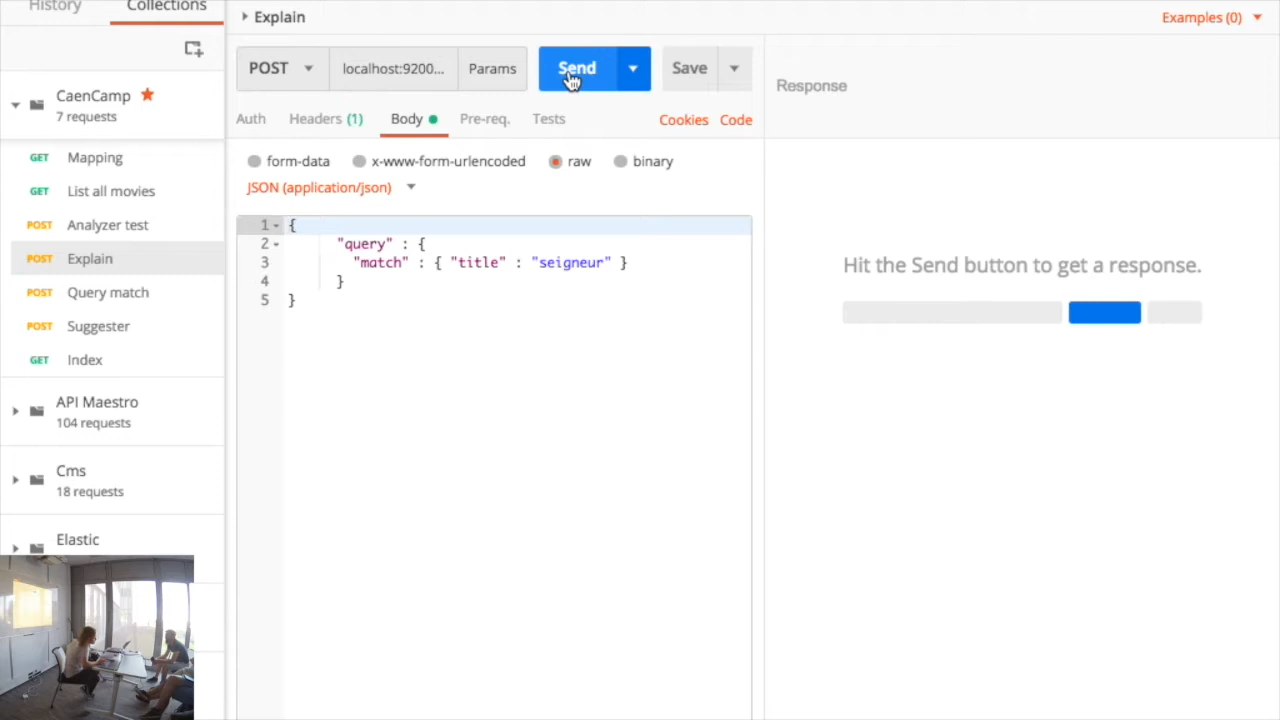 History
Collections
CaenCamp
7 requests
GET Mapping
GET List all movies
POST Analyzer test
POST Explain
POST Query match
POST Suggester
GET Index
API Maestro
104 requests
Cms
18 requests
Elastic
Explain
Examples (0)
POST
localhost:9200...
Params
Send
Save
Auth
Headers (1)
Body
Pre-req.
Tests
Cookies
Code
form-data
x-www-form-urlencoded
raw
binary
JSON (application/json)
1 {
2 "query" : {
3 "match" : { "title" : "seigneur" }
4 }
5 }
Response
Hit the Send button to get a response.